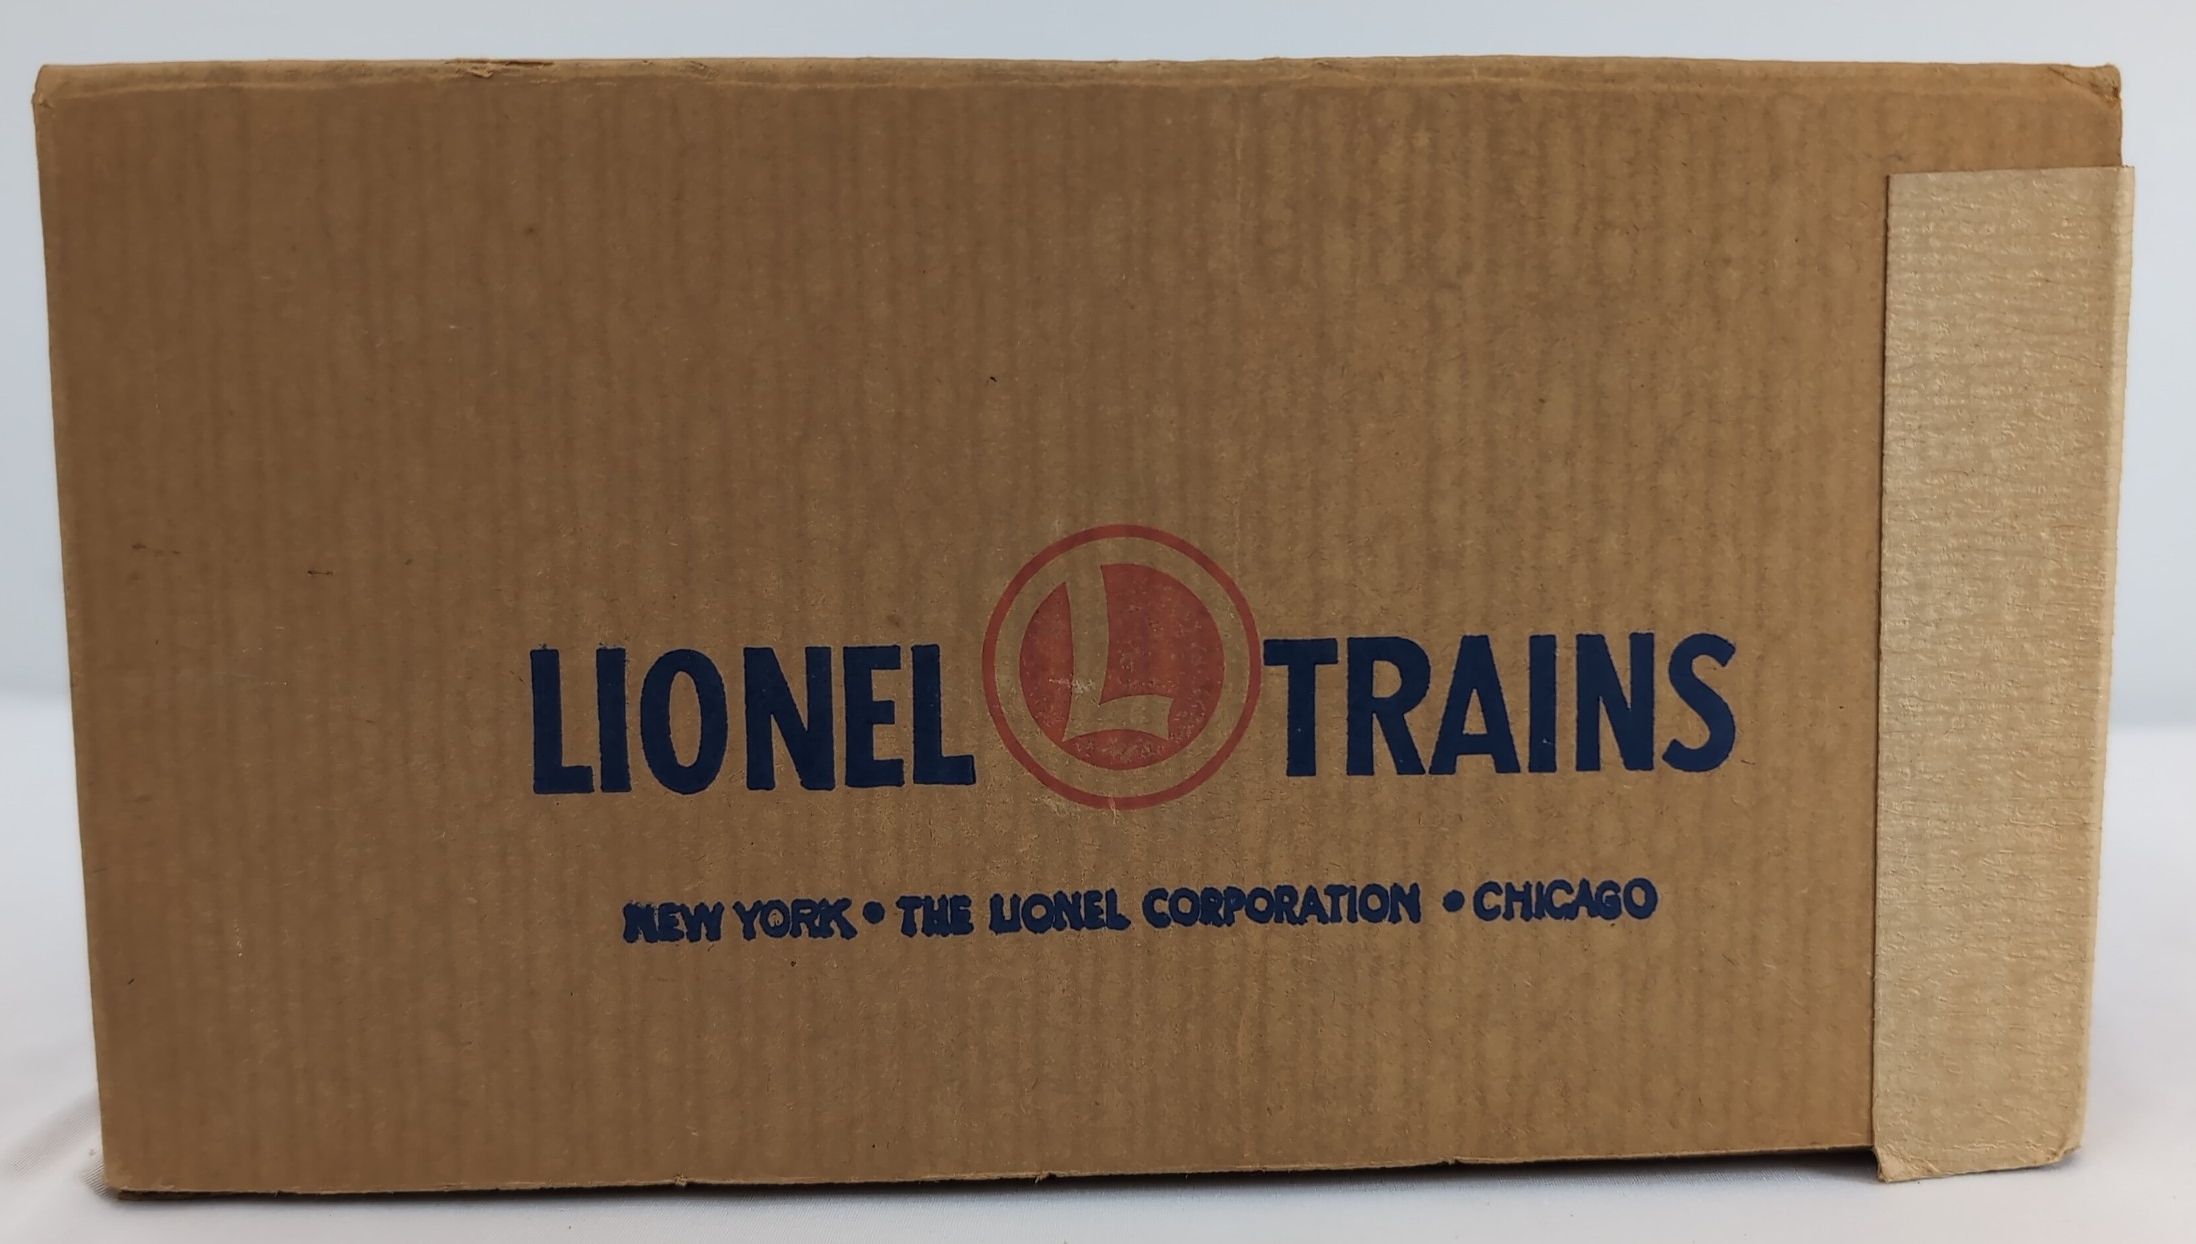 LIONEL L TRAINS
NEW YORK • THE LIONEL CORPORATION • CHICAGO